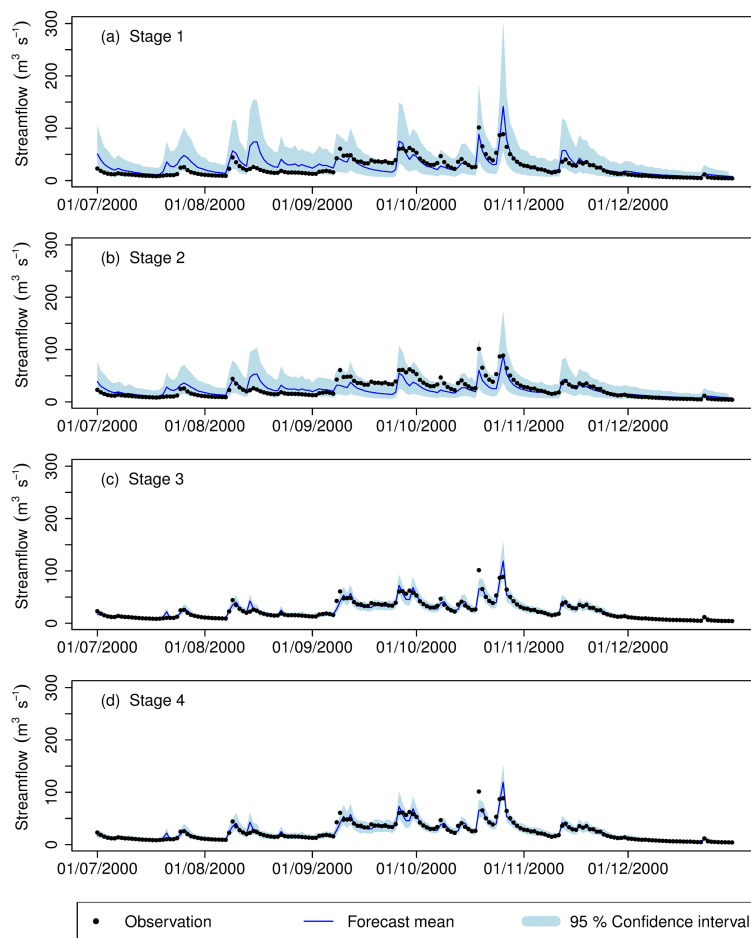 (a) Stage 1
Streamflow (m³ s⁻¹)
0 100 200 300
01/07/2000 01/08/2000 01/09/2000 01/10/2000 01/11/2000 01/12/2000
(b) Stage 2
Streamflow (m³ s⁻¹)
0 100 200 300
01/07/2000 01/08/2000 01/09/2000 01/10/2000 01/11/2000 01/12/2000
(c) Stage 3
Streamflow (m³ s⁻¹)
0 100 200 300
01/07/2000 01/08/2000 01/09/2000 01/10/2000 01/11/2000 01/12/2000
(d) Stage 4
Streamflow (m³ s⁻¹)
0 100 200 300
01/07/2000 01/08/2000 01/09/2000 01/10/2000 01/11/2000 01/12/2000
Observation Forecast mean 95 % Confidence interval